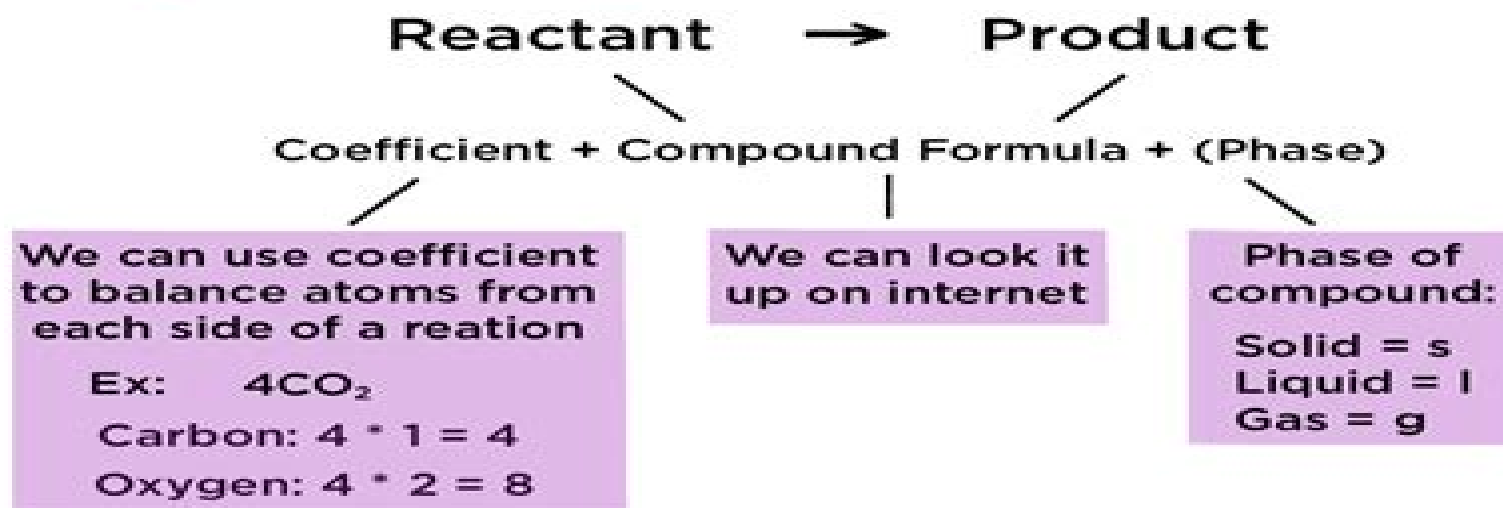 Reactant → Product
Coefficient + Compound Formula + (Phase)
We can use coefficient
to balance atoms from
each side of a reation
Ex: 4CO₂
Carbon: 4 * 1 = 4
Oxygen: 4 * 2 = 8
We can look it
up on internet
Phase of
compound:
Solid = s
Liquid = l
Gas = g